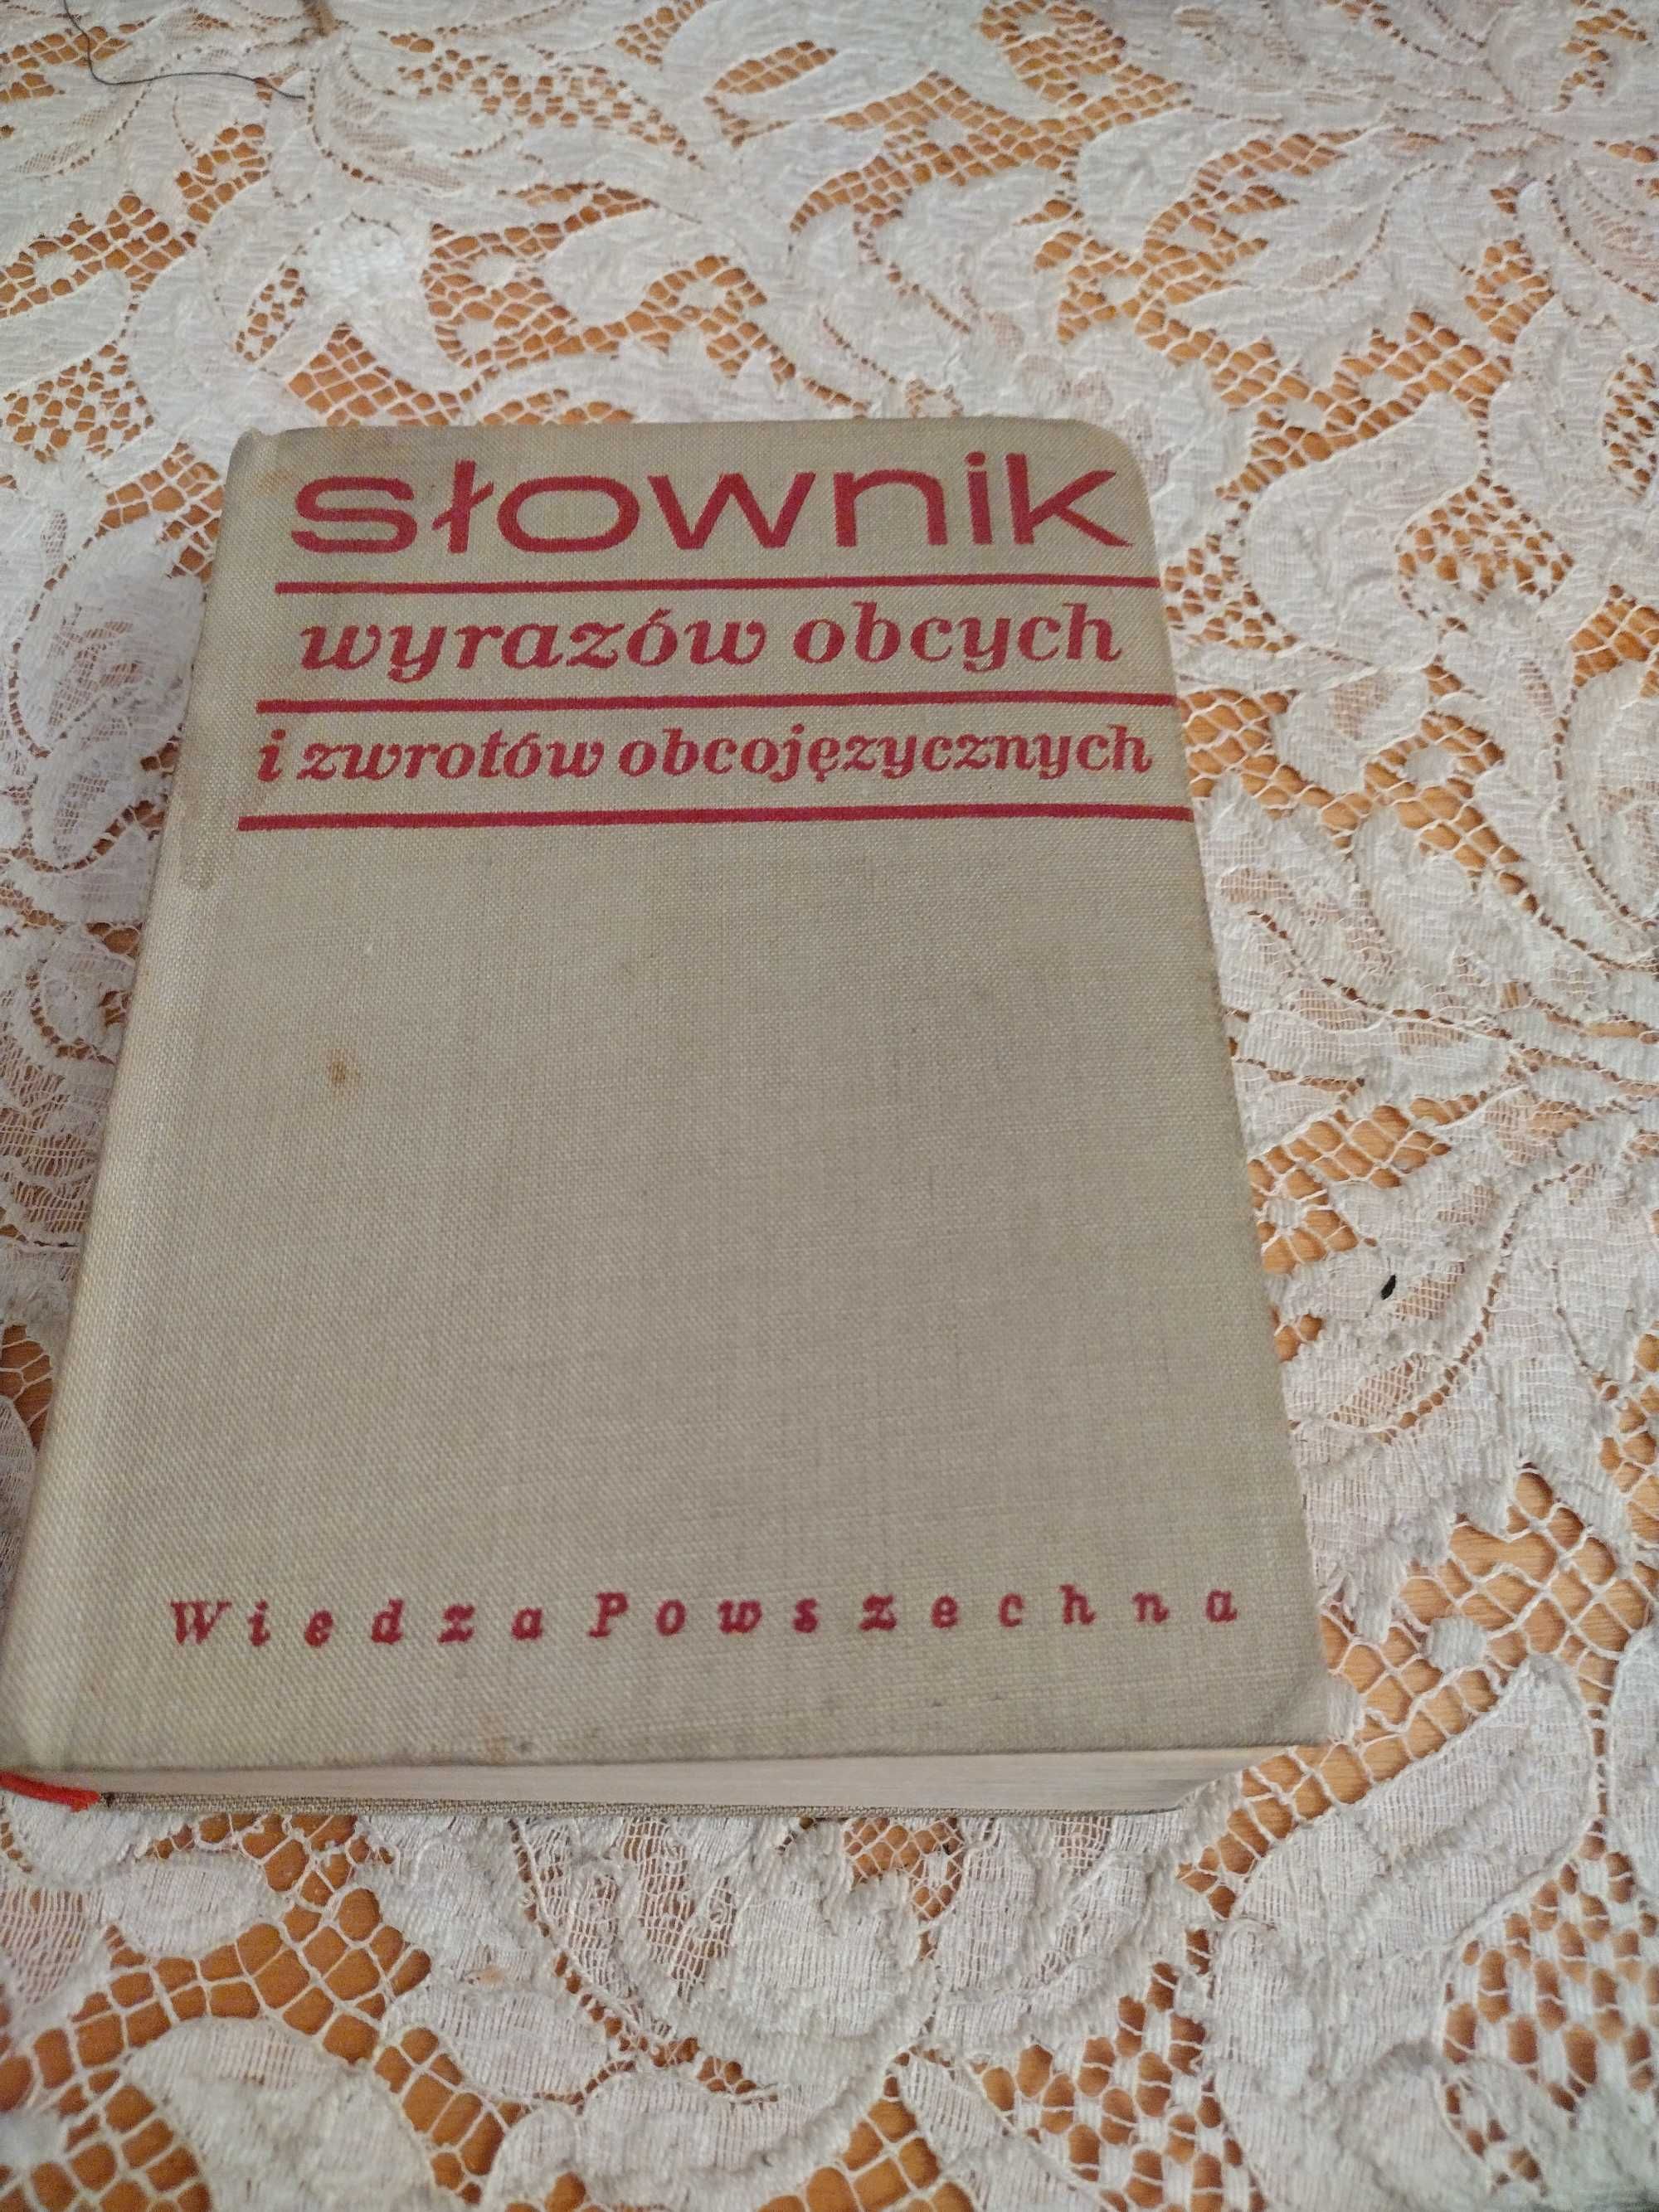 słownik
wyrazów obcych
i zwrotów obcojęzycznych
Wiedza Powszechna